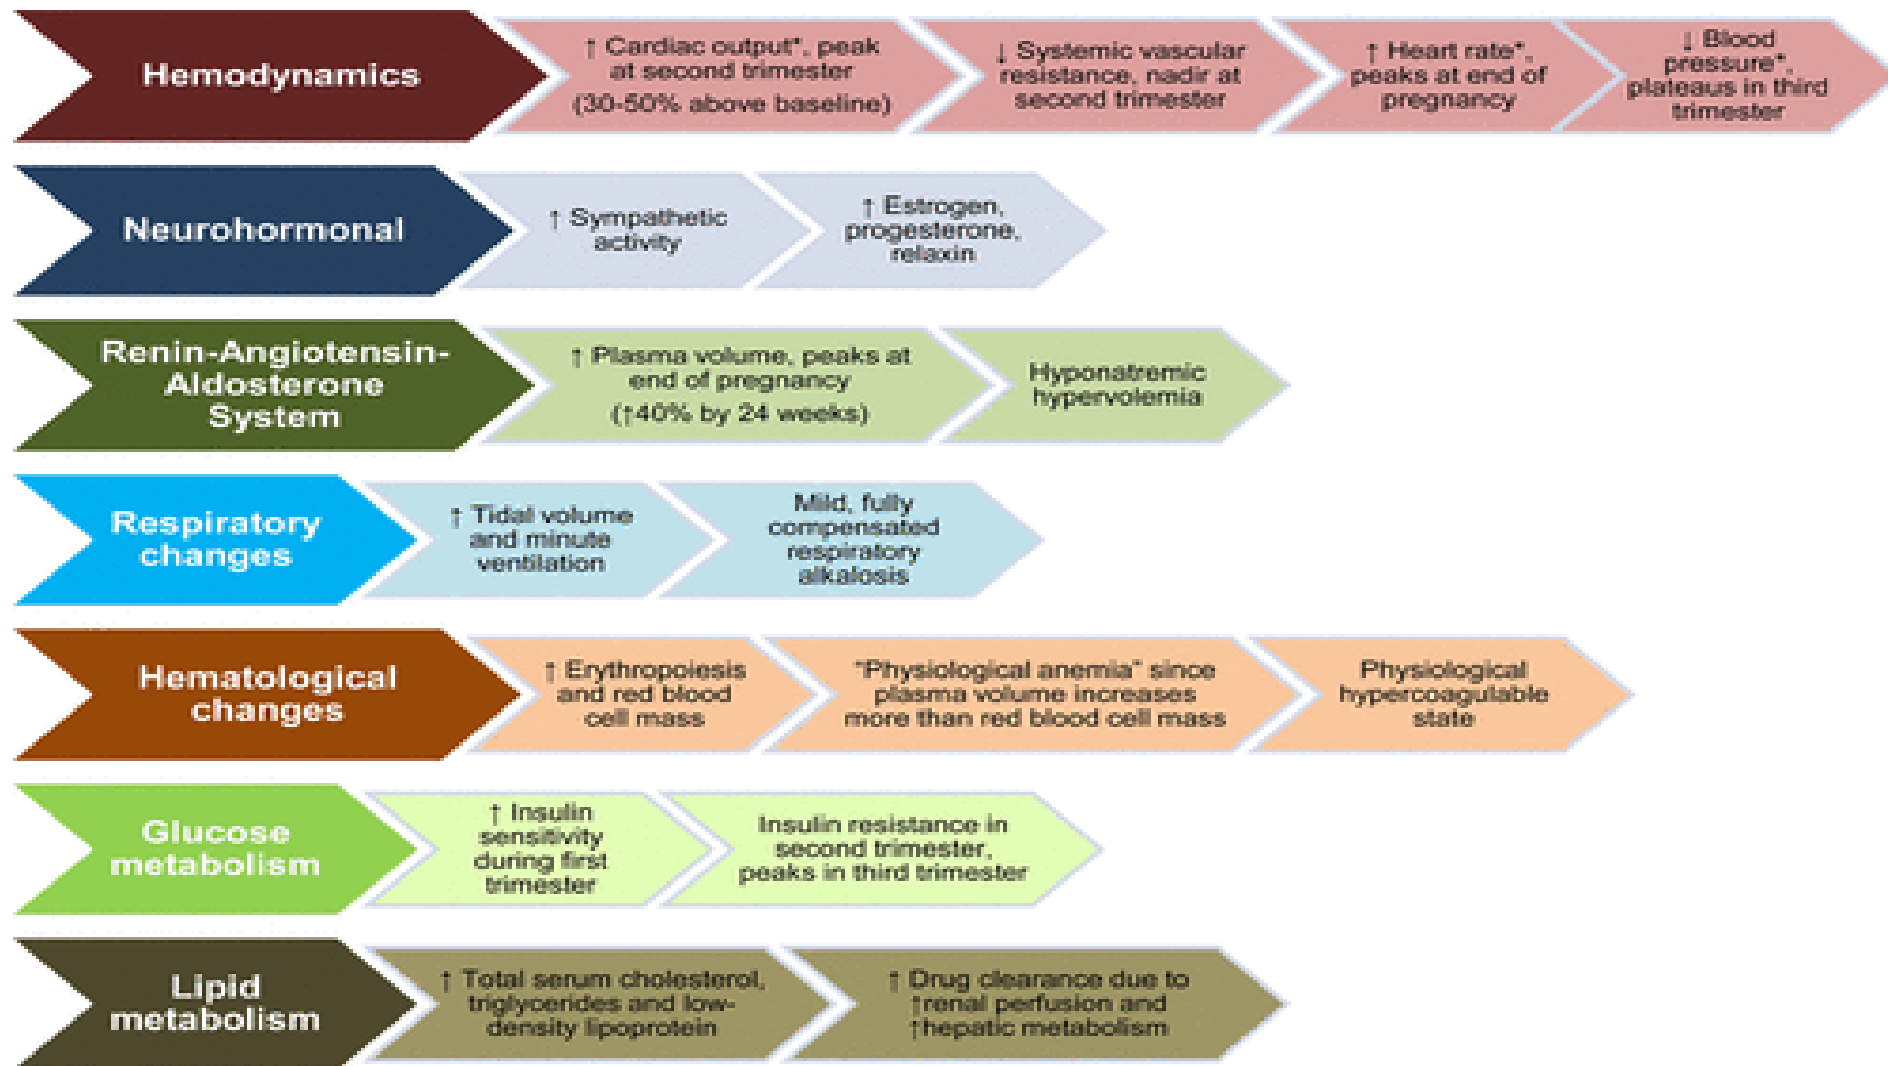 Hemodynamics
↑ Cardiac output*, peak
at second trimester
(30-50% above baseline)
↓ Systemic vascular
resistance, nadir at
second trimester
↑ Heart rate*,
peaks at end of
pregnancy
↓ Blood
pressure*,
plateaus in third
trimester
Neurohormonal
↑ Sympathetic
activity
↑ Estrogen,
progesterone,
relaxin
Renin-Angiotensin-
Aldosterone
System
↑ Plasma volume, peaks at
end of pregnancy
(↑40% by 24 weeks)
Hyponatremic
hypervolemia
Respiratory
changes
↑ Tidal volume
and minute
ventilation
Mild, fully
compensated
respiratory
alkalosis
Hematological
changes
↑ Erythropoiesis
and red blood
cell mass
"Physiological anemia" since
plasma volume increases
more than red blood cell mass
Physiological
hypercoagulable
state
Glucose
metabolism
↑ Insulin
sensitivity
during first
trimester
Insulin resistance in
second trimester,
peaks in third trimester
Lipid
metabolism
↑ Total serum cholesterol,
triglycerides and low-
density lipoprotein
↑ Drug clearance due to
↑renal perfusion and
↑hepatic metabolism